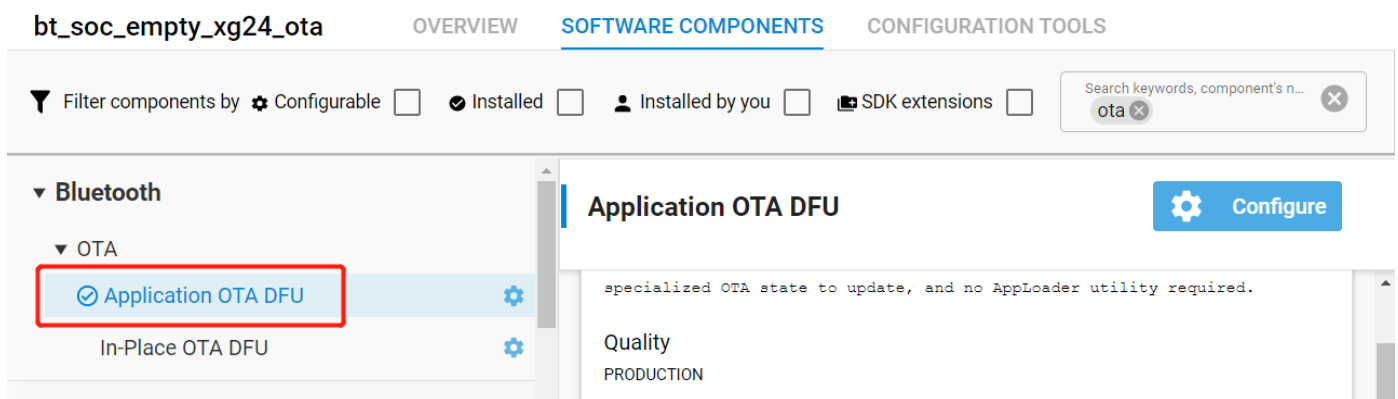 bt_soc_empty_xg24_ota OVERVIEW SOFTWARE COMPONENTS CONFIGURATION TOOLS
Filter components by Configurable Installed Installed by you SDK extensions
Search keywords, component's n...
ota
Bluetooth
OTA
Application OTA DFU
In-Place OTA DFU
Application OTA DFU
Configure
specialized OTA state to update, and no AppLoader utility required.
Quality
PRODUCTION